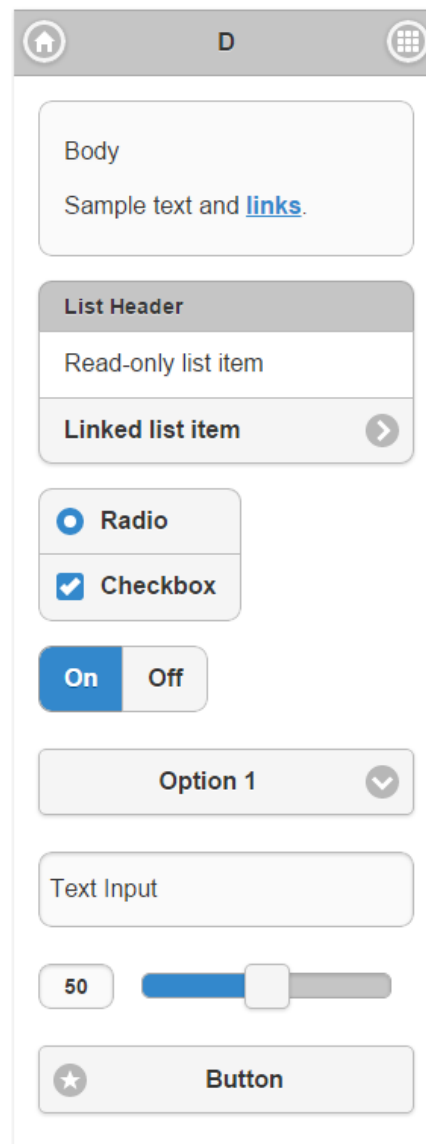 D
Body
Sample text and links.
List Header
Read-only list item
Linked list item
Radio
Checkbox
On Off
Option 1
Text Input
50
Button